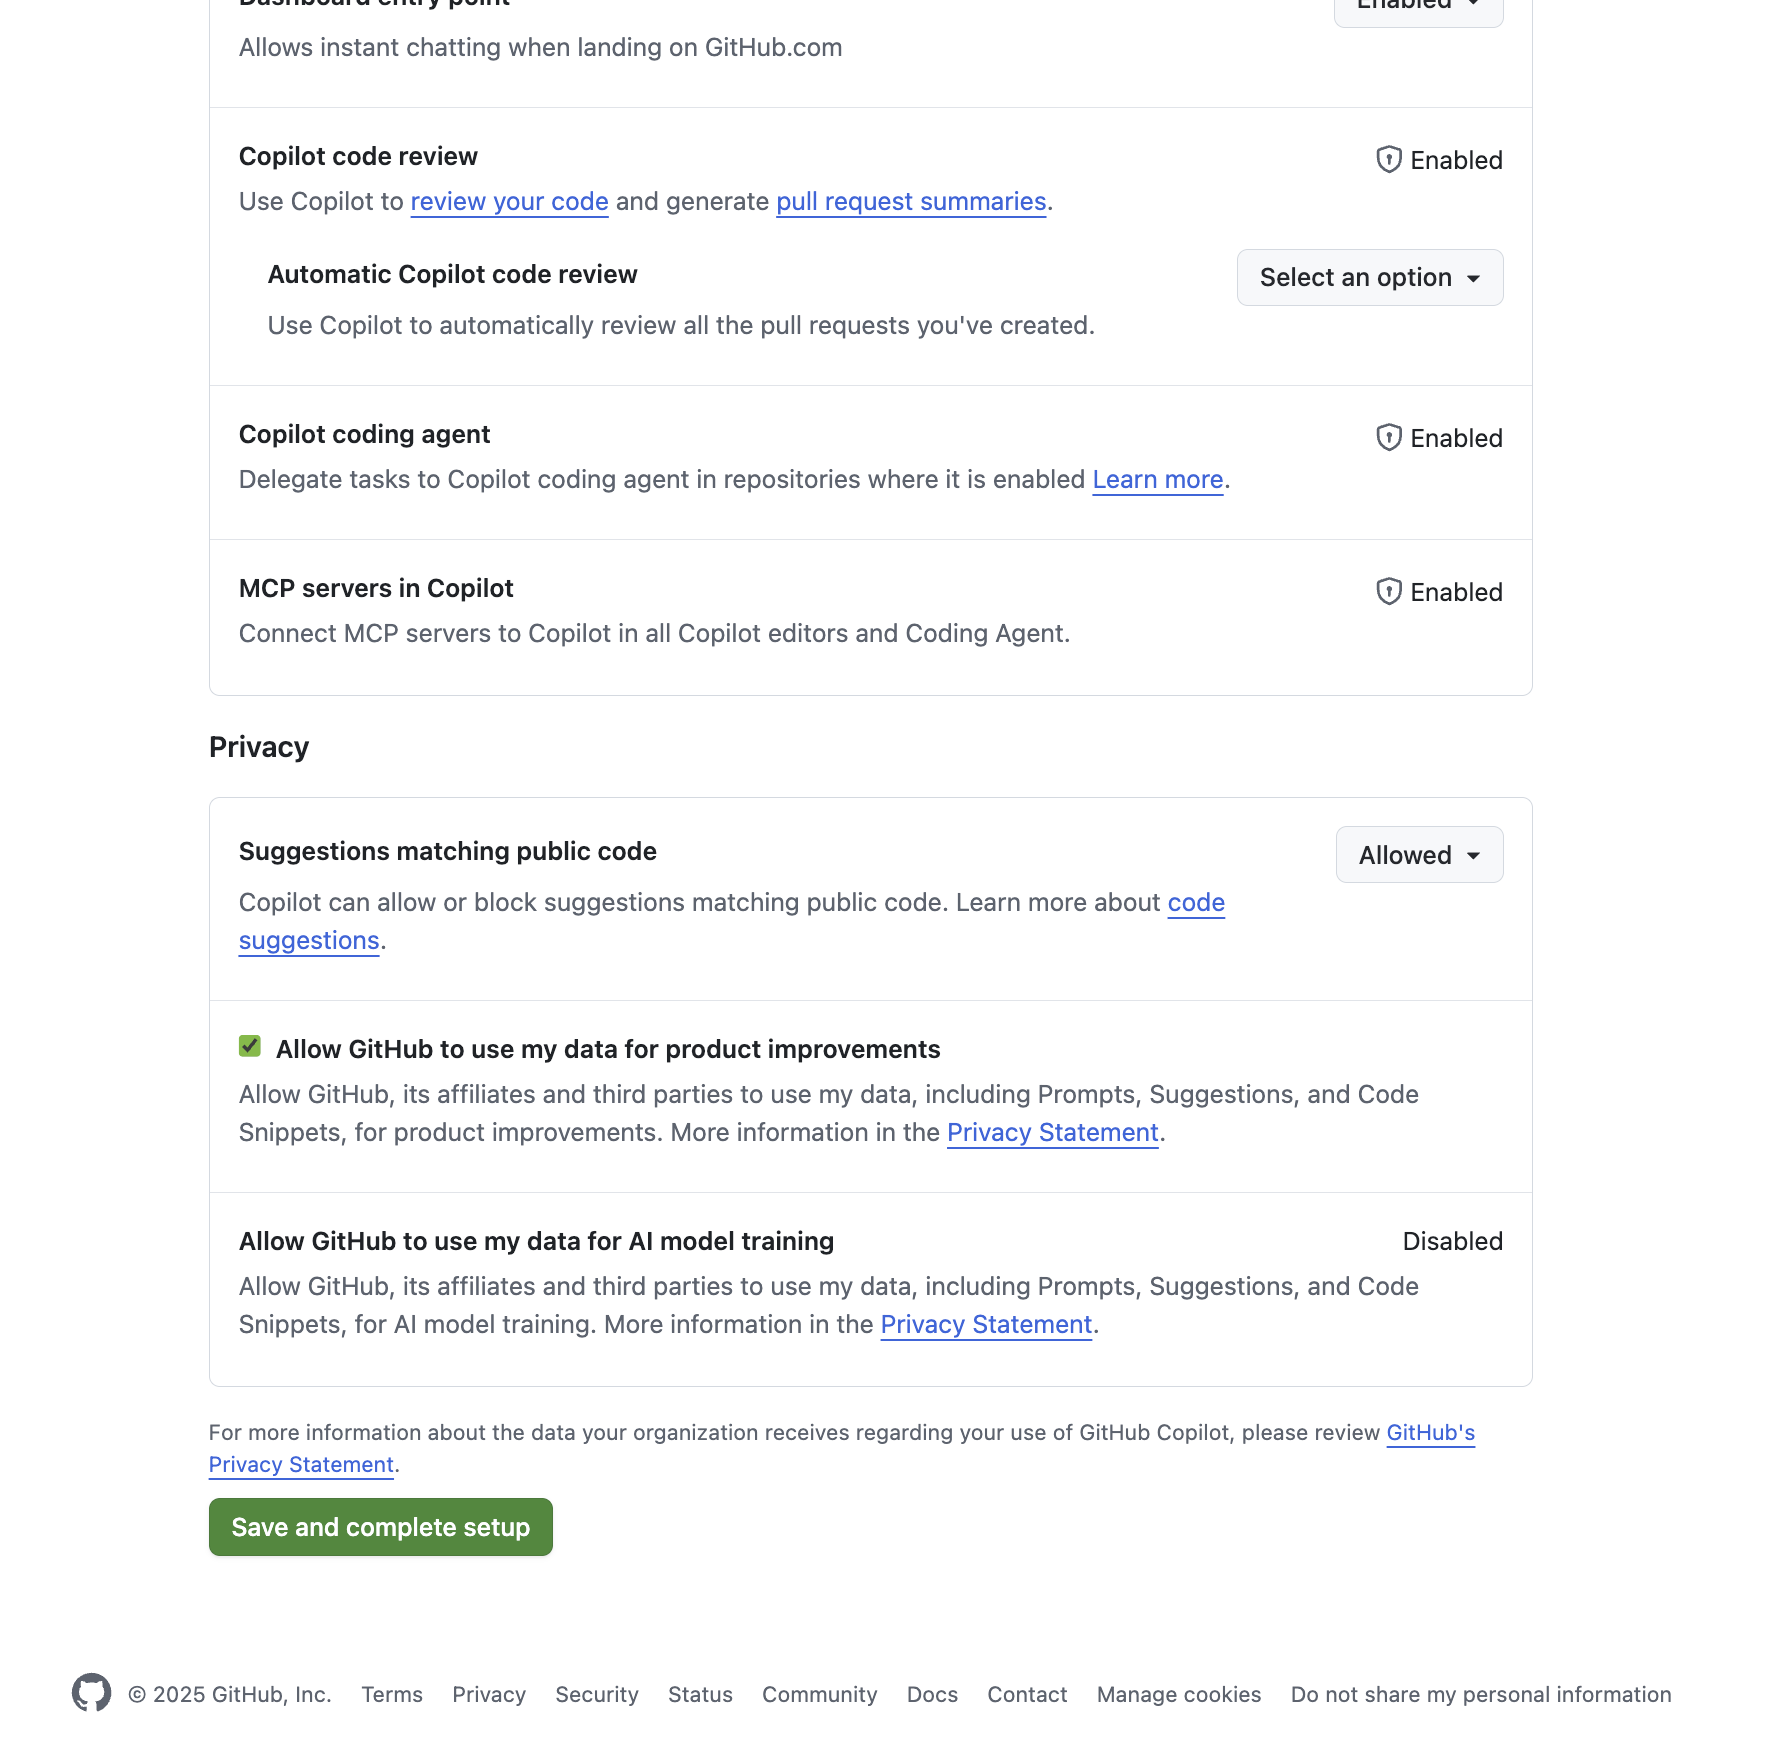 Dashboard entry point
Enabled
Allows instant chatting when landing on GitHub.com
Copilot code review
Enabled
Use Copilot to review your code and generate pull request summaries.
Automatic Copilot code review
Select an option
Use Copilot to automatically review all the pull requests you've created.
Copilot coding agent
Enabled
Delegate tasks to Copilot coding agent in repositories where it is enabled Learn more.
MCP servers in Copilot
Enabled
Connect MCP servers to Copilot in all Copilot editors and Coding Agent.
Privacy
Suggestions matching public code
Allowed
Copilot can allow or block suggestions matching public code. Learn more about code
suggestions.
Allow GitHub to use my data for product improvements
Allow GitHub, its affiliates and third parties to use my data, including Prompts, Suggestions, and Code
Snippets, for product improvements. More information in the Privacy Statement.
Allow GitHub to use my data for AI model training
Disabled
Allow GitHub, its affiliates and third parties to use my data, including Prompts, Suggestions, and Code
Snippets, for AI model training. More information in the Privacy Statement.
For more information about the data your organization receives regarding your use of GitHub Copilot, please review GitHub's
Privacy Statement.
Save and complete setup
© 2025 GitHub, Inc. Terms Privacy Security Status Community Docs Contact Manage cookies Do not share my personal information